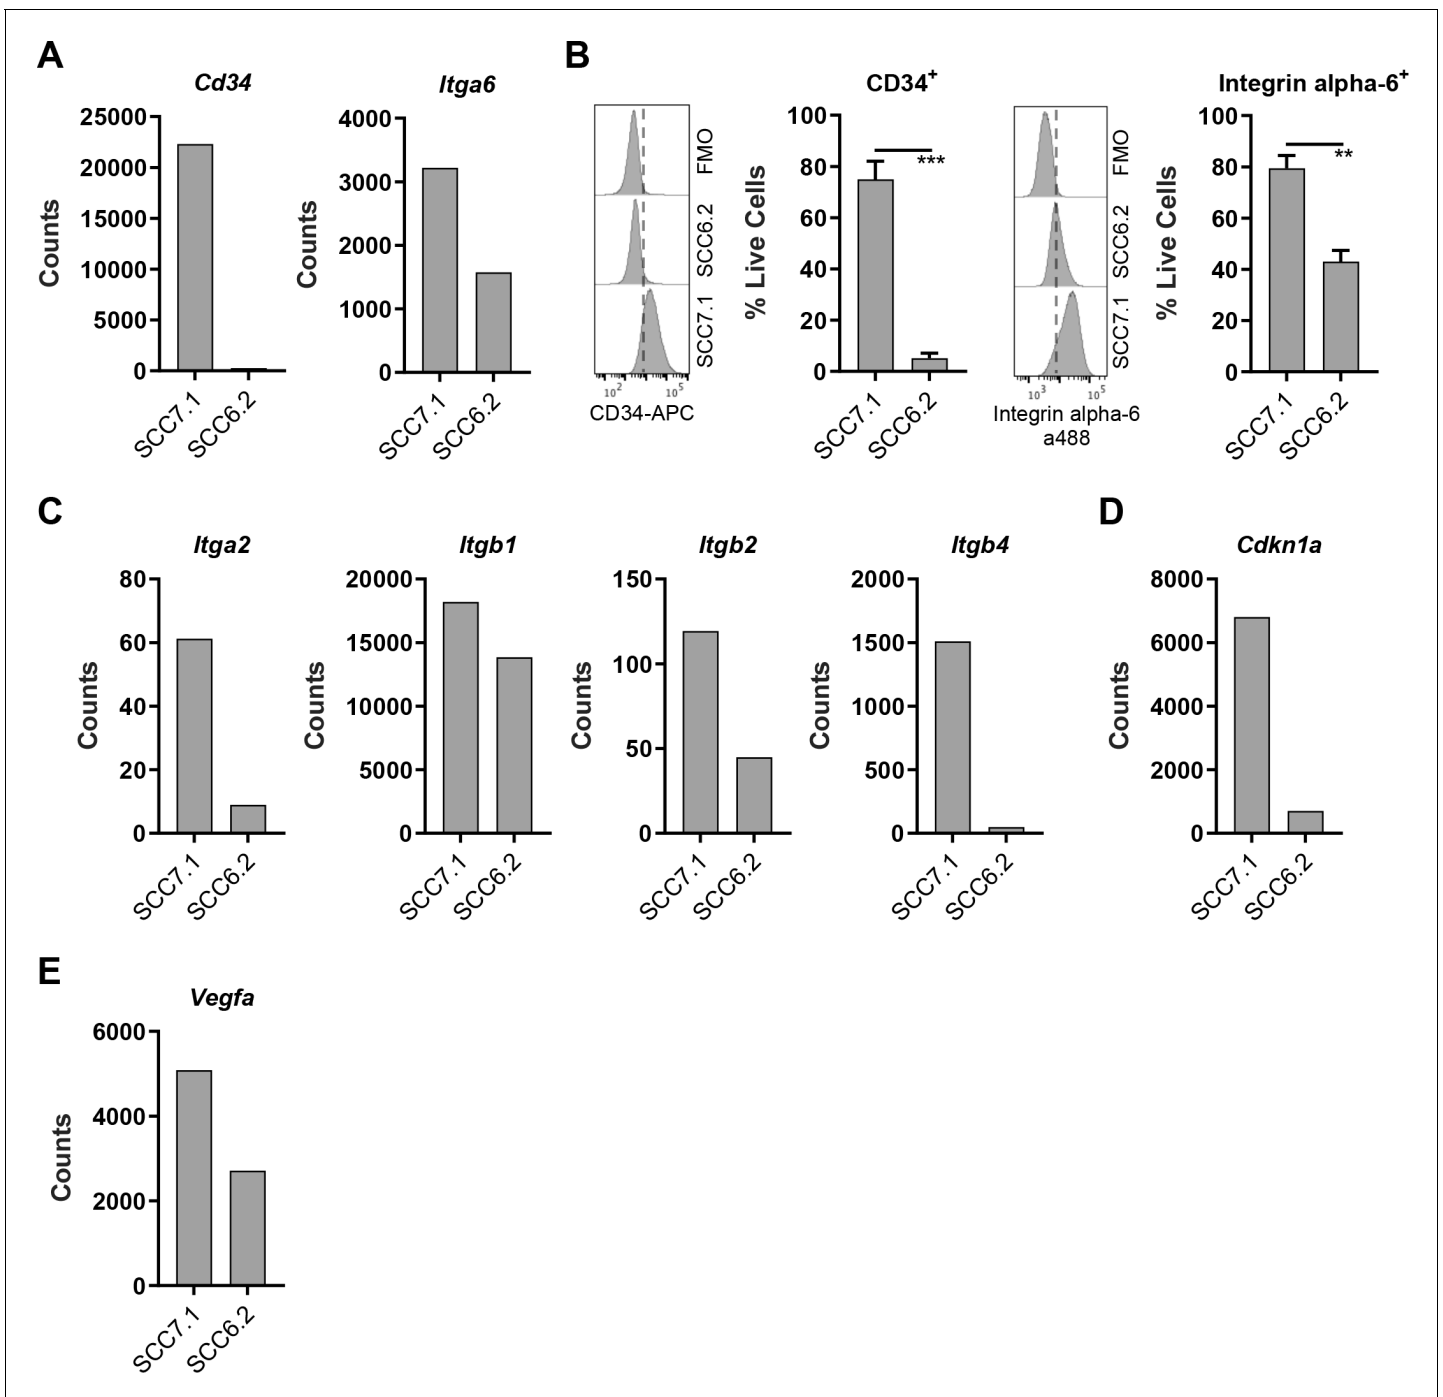 A
Cd34
Counts
25000
20000
15000
10000
5000
0
SCC7.1
SCC6.2
Itga6
Counts
4000
3000
2000
1000
0
SCC7.1
SCC6.2
B
FMO
SCC6.2
SCC7.1
10² 10⁵
CD34-APC
CD34⁺
% Live Cells
100
80
60
40
20
0
***
SCC7.1
SCC6.2
FMO
SCC6.2
SCC7.1
10³ 10⁵
Integrin alpha-6
a488
Integrin alpha-6⁺
% Live Cells
100
80
60
40
20
0
**
SCC7.1
SCC6.2
C
Itga2
Counts
80
60
40
20
0
SCC7.1
SCC6.2
Itgb1
Counts
20000
15000
10000
5000
0
SCC7.1
SCC6.2
Itgb2
Counts
150
100
50
0
SCC7.1
SCC6.2
Itgb4
Counts
2000
1500
1000
500
0
SCC7.1
SCC6.2
D
Cdkn1a
Counts
8000
6000
4000
2000
0
SCC7.1
SCC6.2
E
Vegfa
Counts
6000
4000
2000
0
SCC7.1
SCC6.2